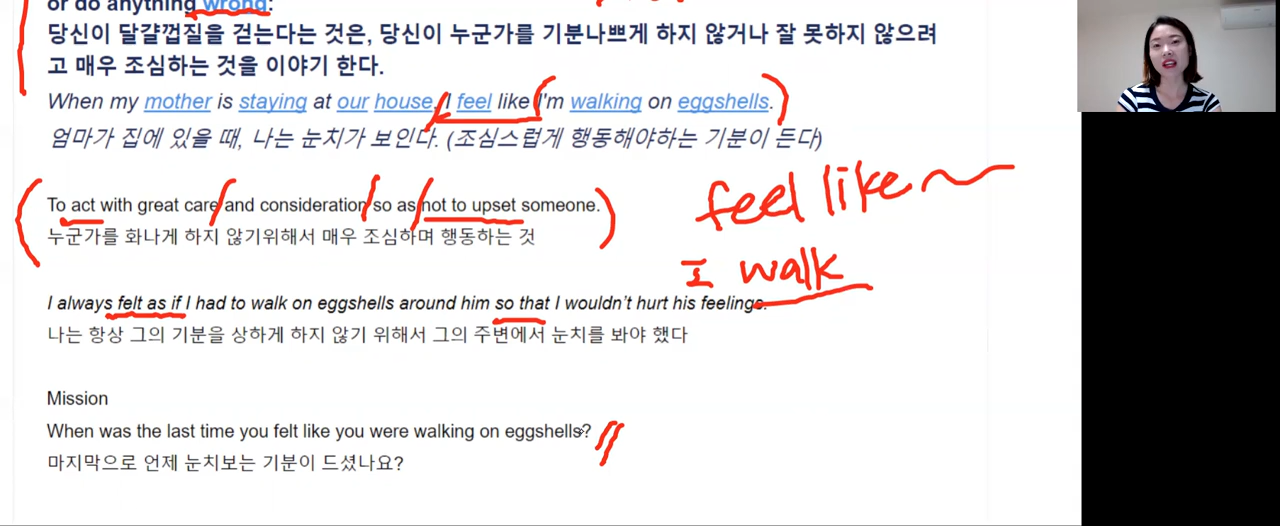 or do anything wrong:
당신이 달걀껍질을 걷는다는 것은, 당신이 누군가를 기분나쁘게 하지 않거나 잘 못하지 않으려
고 매우 조심하는 것을 이야기 한다.
When my mother is staying at our house, I feel like I'm walking on eggshells.
엄마가 집에 있을 때, 나는 눈치가 보인다. (조심스럽게 행동해야하는 기분이 든다)
To act with great care and consideration so as not to upset someone.
누군가를 화나게 하지 않기위해서 매우 조심하며 행동하는 것
feel like ~
I walk
I always felt as if I had to walk on eggshells around him so that I wouldn't hurt his feelings.
나는 항상 그의 기분을 상하게 하지 않기 위해서 그의 주변에서 눈치를 봐야 했다
Mission
When was the last time you felt like you were walking on eggshells?
마지막으로 언제 눈치보는 기분이 드셨나요?